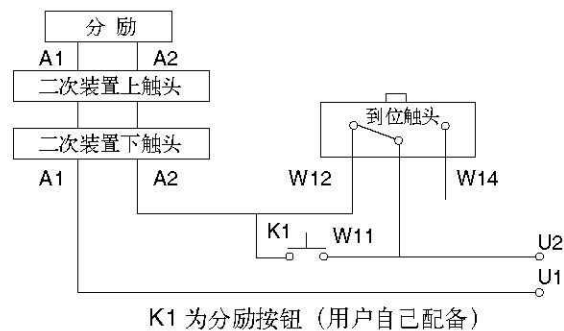 分 励
A1 A2
二次装置上触头
到位触头
二次装置下触头
A1 A2 W12 W14
K1 W11 U2
U1
K1 为分励按钮（用户自己配备）